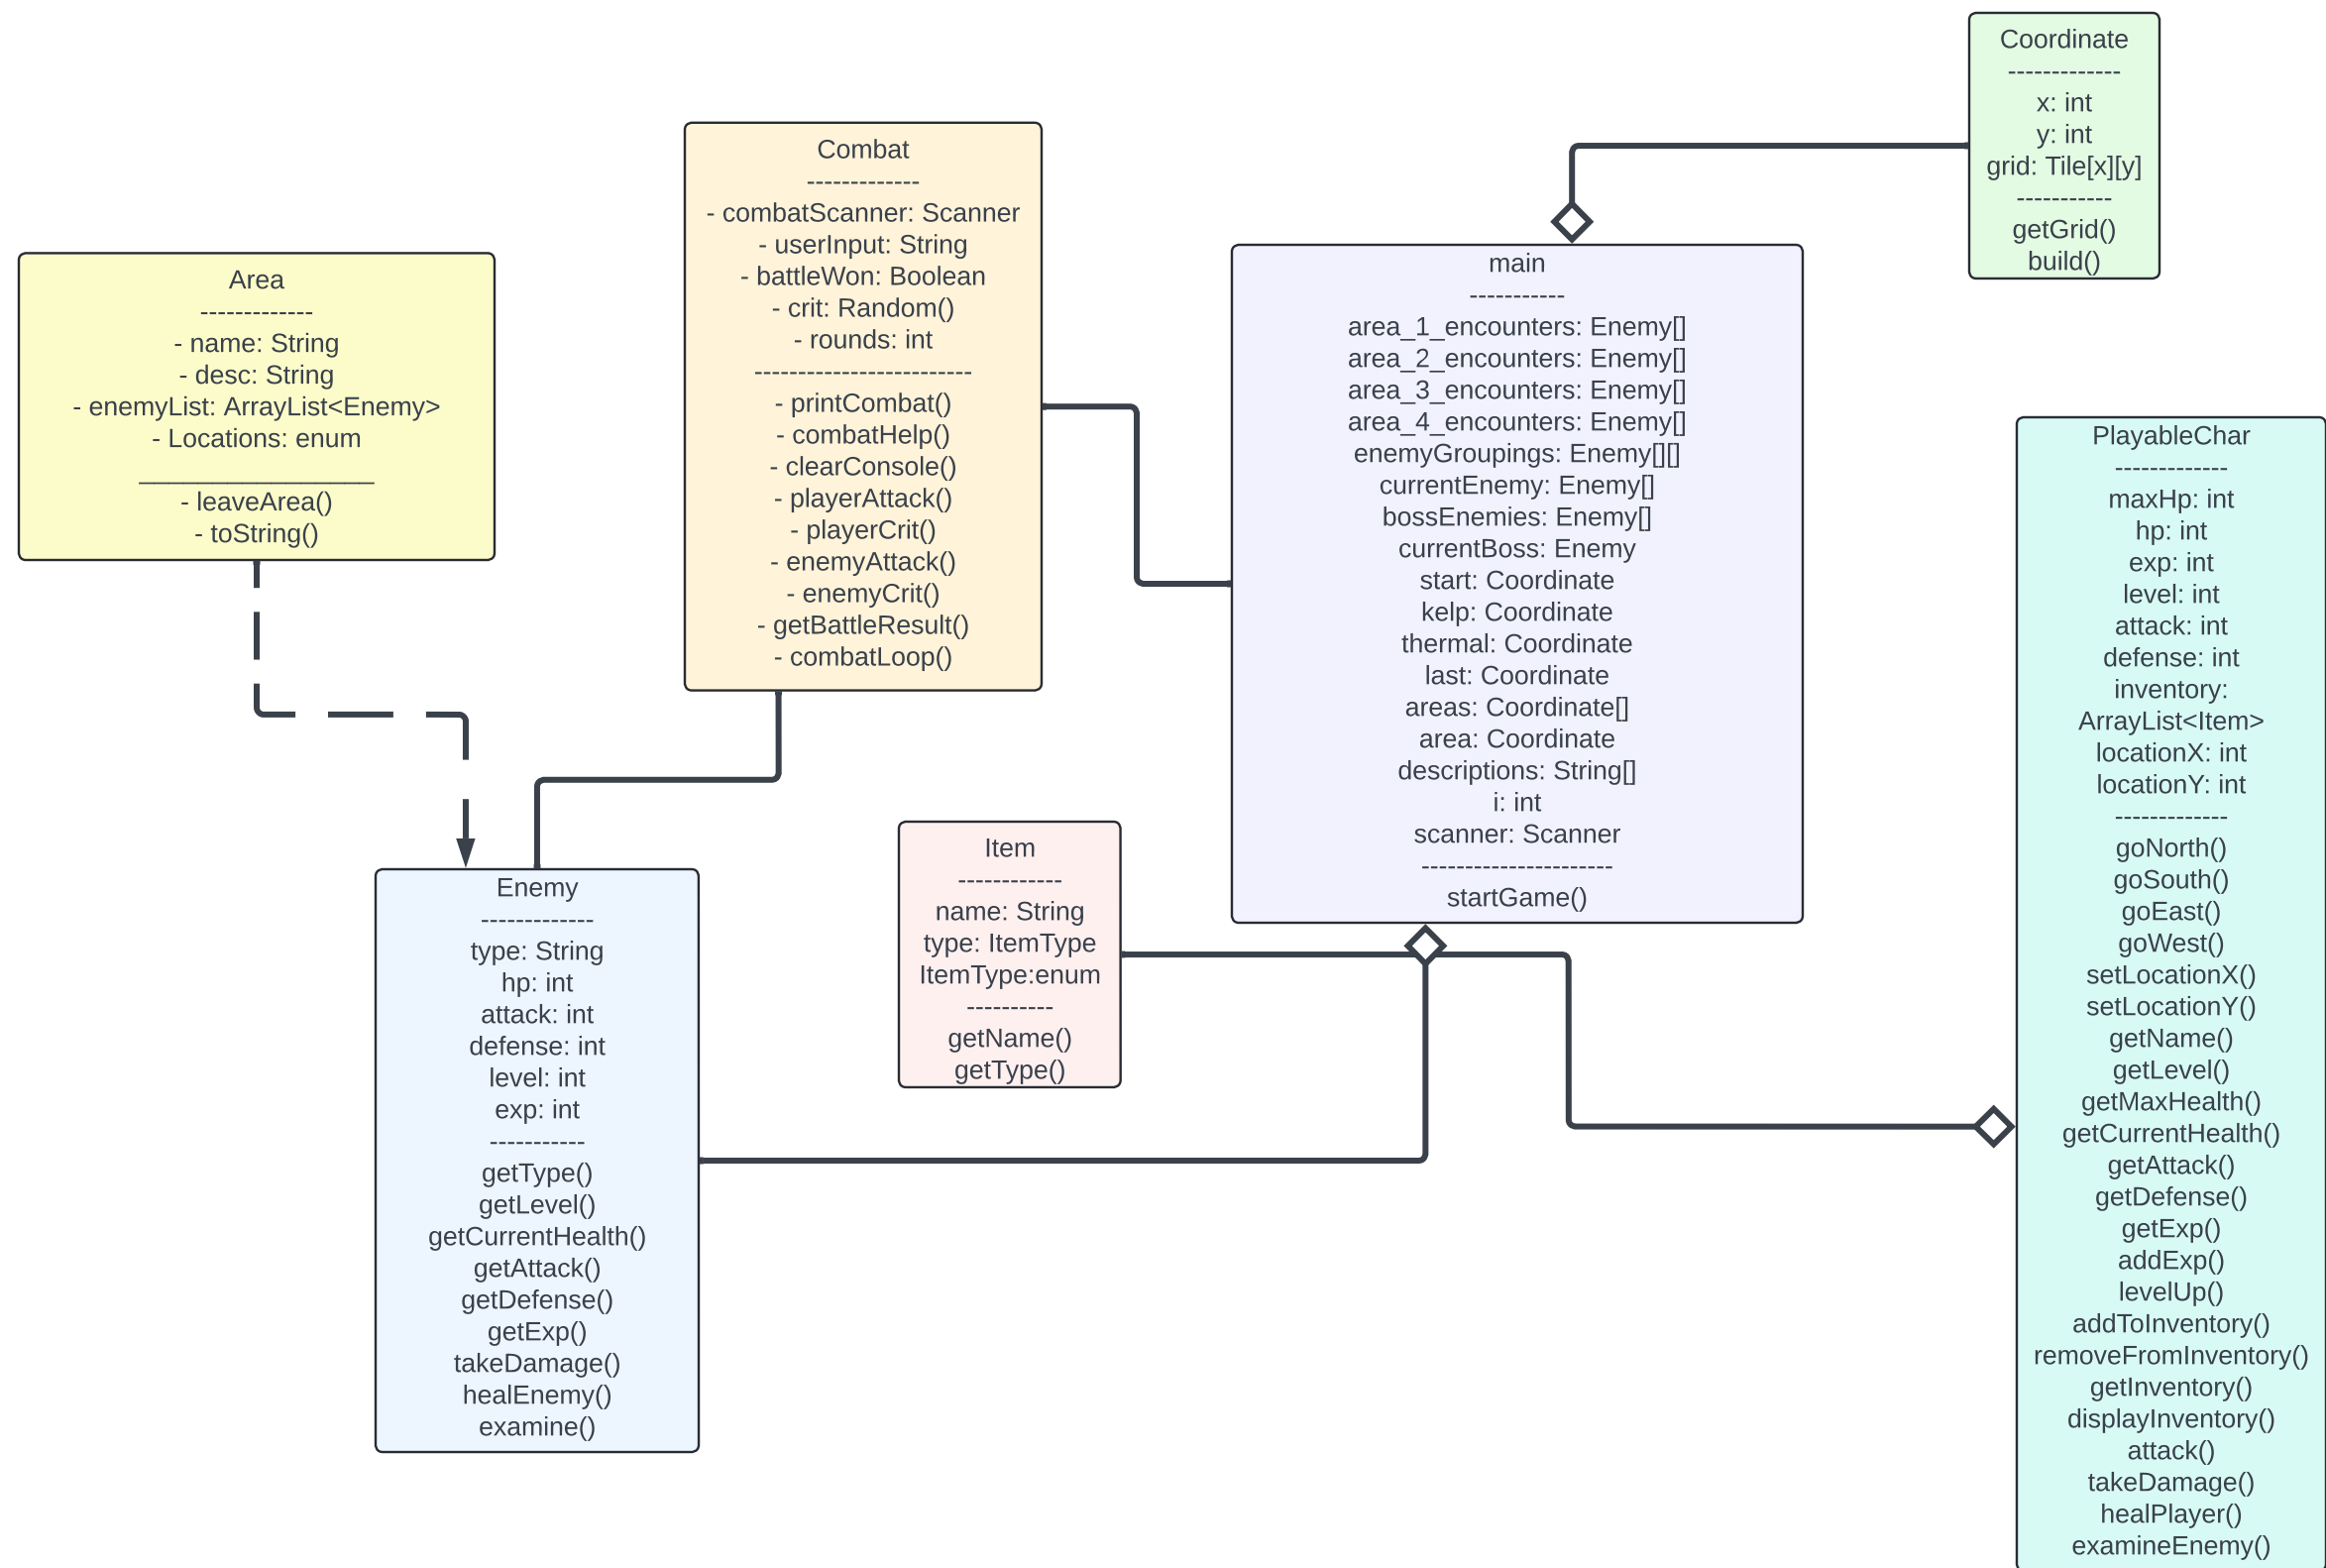 Coordinate
-------------
x: int
y: int
grid: Tile[x][y]
-----------
getGrid()
build()
Combat
-------------
- combatScanner: Scanner
- userInput: String
- battleWon: Boolean
- crit: Random()
- rounds: int
-------------------------
- printCombat()
- combatHelp()
- clearConsole()
- playerAttack()
- playerCrit()
- enemyAttack()
- enemyCrit()
- getBattleResult()
- combatLoop()
Area
-------------
- name: String
- desc: String
- enemyList: ArrayList<Enemy>
- Locations: enum
________________
- leaveArea()
- toString()
main
-----------
area_1_encounters: Enemy[]
area_2_encounters: Enemy[]
area_3_encounters: Enemy[]
area_4_encounters: Enemy[]
enemyGroupings: Enemy[][]
currentEnemy: Enemy[]
bossEnemies: Enemy[]
currentBoss: Enemy
start: Coordinate
kelp: Coordinate
thermal: Coordinate
last: Coordinate
areas: Coordinate[]
area: Coordinate
descriptions: String[]
i: int
scanner: Scanner
----------------------
startGame()
PlayableChar
-------------
maxHp: int
hp: int
exp: int
level: int
attack: int
defense: int
inventory:
ArrayList<Item>
locationX: int
locationY: int
-------------
goNorth()
goSouth()
goEast()
goWest()
setLocationX()
setLocationY()
getName()
getLevel()
getMaxHealth()
getCurrentHealth()
getAttack()
getDefense()
getExp()
addExp()
levelUp()
addToInventory()
removeFromInventory()
getInventory()
displayInventory()
attack()
takeDamage()
healPlayer()
examineEnemy()
Item
------------
name: String
type: ItemType
ItemType:enum
----------
getName()
getType()
Enemy
-------------
type: String
hp: int
attack: int
defense: int
level: int
exp: int
-----------
getType()
getLevel()
getCurrentHealth()
getAttack()
getDefense()
getExp()
takeDamage()
healEnemy()
examine()